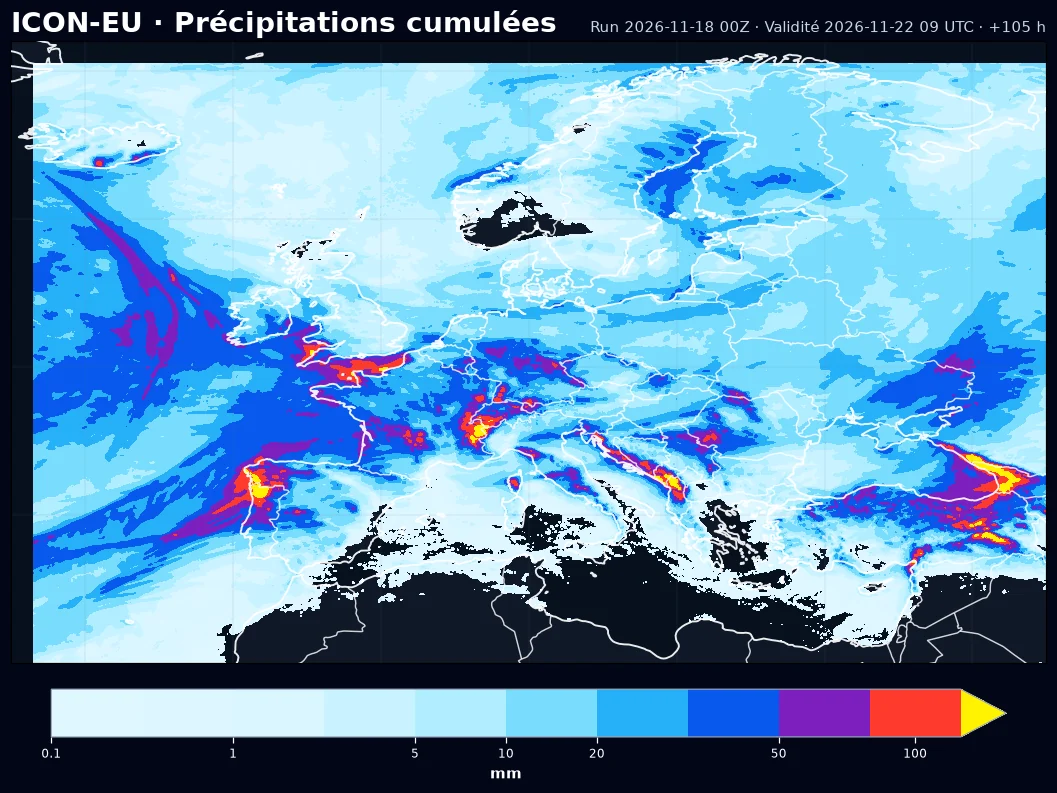 ICON-EU · Précipitations cumulées
Run 2026-11-18 00Z · Validité 2026-11-22 09 UTC · +105 h
0.1 1 5 10 20 50 100
mm